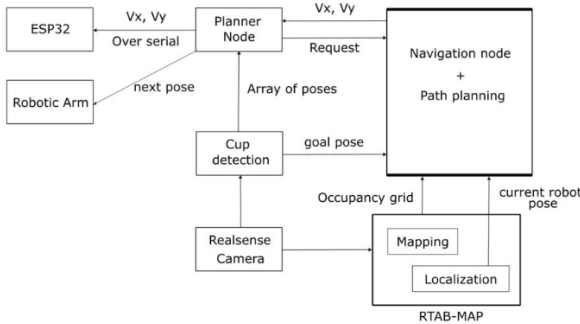 ESP32
Vx, Vy
Over serial
Planner
Node
Vx, Vy
Request
Navigation node
+
Path planning
Robotic Arm
next pose
Array of poses
Cup
detection
goal pose
Occupancy grid
current robot
pose
Realsense
Camera
Mapping
Localization
RTAB-MAP